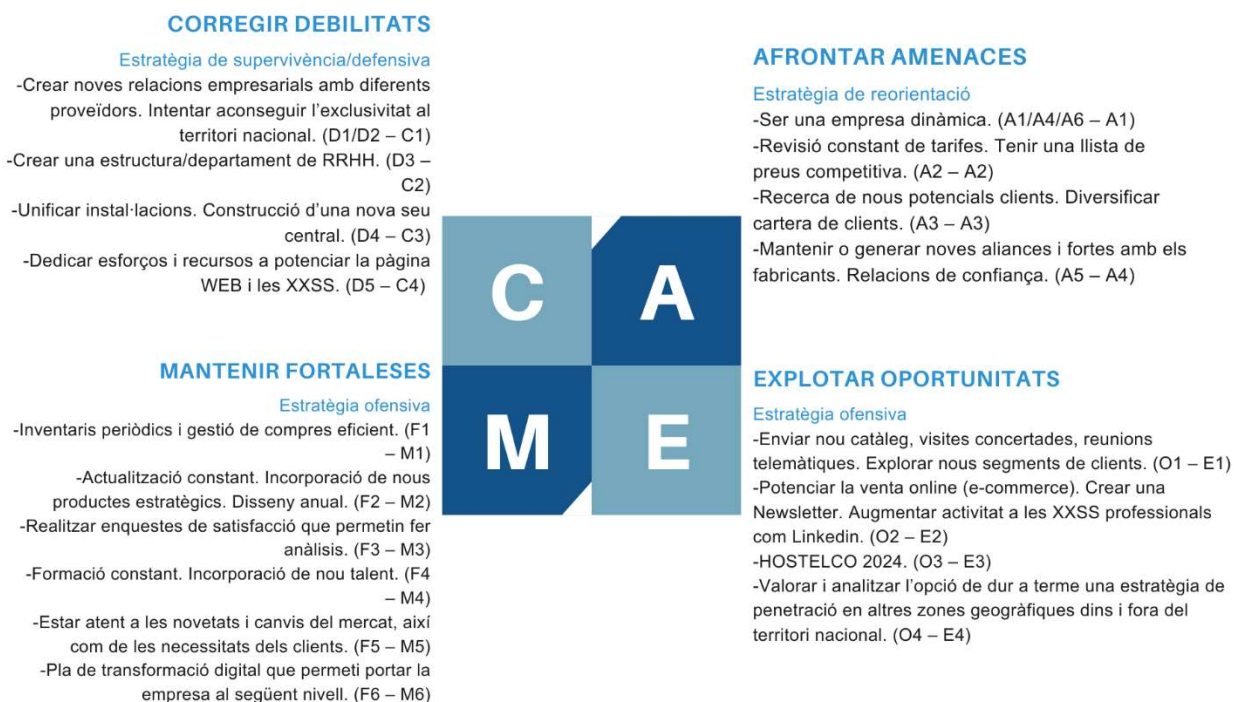 CORREGIR DEBILITATS
Estratègia de supervivència/defensiva
-Crear noves relacions empresarials amb diferents
proveïdors. Intentar aconseguir l’exclusivitat al
territori nacional. (D1/D2 – C1)
-Crear una estructura/departament de RRHH. (D3 –
C2)
-Unificar instal·lacions. Construcció d’una nova seu
central. (D4 – C3)
-Dedicar esforços i recursos a potenciar la pàgina
WEB i les XXSS. (D5 – C4)
AFRONTAR AMENACES
Estratègia de reorientació
-Ser una empresa dinàmica. (A1/A4/A6 – A1)
-Revisió constant de tarifes. Tenir una llista de
preus competitiva. (A2 – A2)
-Recerca de nous potencials clients. Diversificar
cartera de clients. (A3 – A3)
-Mantenir o generar noves aliances i fortes amb els
fabricants. Relacions de confiança. (A5 – A4)
C A
M E
MANTENIR FORTALESES
Estratègia ofensiva
-Inventaris periòdics i gestió de compres eficient. (F1
– M1)
-Actualització constant. Incorporació de nous
productes estratègics. Disseny anual. (F2 – M2)
-Realitzar enquestes de satisfacció que permetin fer
anàlisis. (F3 – M3)
-Formació constant. Incorporació de nou talent. (F4
– M4)
-Estar atent a les novetats i canvis del mercat, així
com de les necessitats dels clients. (F5 – M5)
-Pla de transformació digital que permeti portar la
empresa al següent nivell. (F6 – M6)
EXPLOTAR OPORTUNITATS
Estratègia ofensiva
-Enviar nou catàleg, visites concertades, reunions
telemàtiques. Explorar nous segments de clients. (O1 – E1)
-Potenciar la venta online (e-commerce). Crear una
Newsletter. Augmentar activitat a les XXSS professionals
com Linkedin. (O2 – E2)
-HOSTELCO 2024. (O3 – E3)
-Valorar i analitzar l’opció de dur a terme una estratègia de
penetració en altres zones geogràfiques dins i fora del
territori nacional. (O4 – E4)